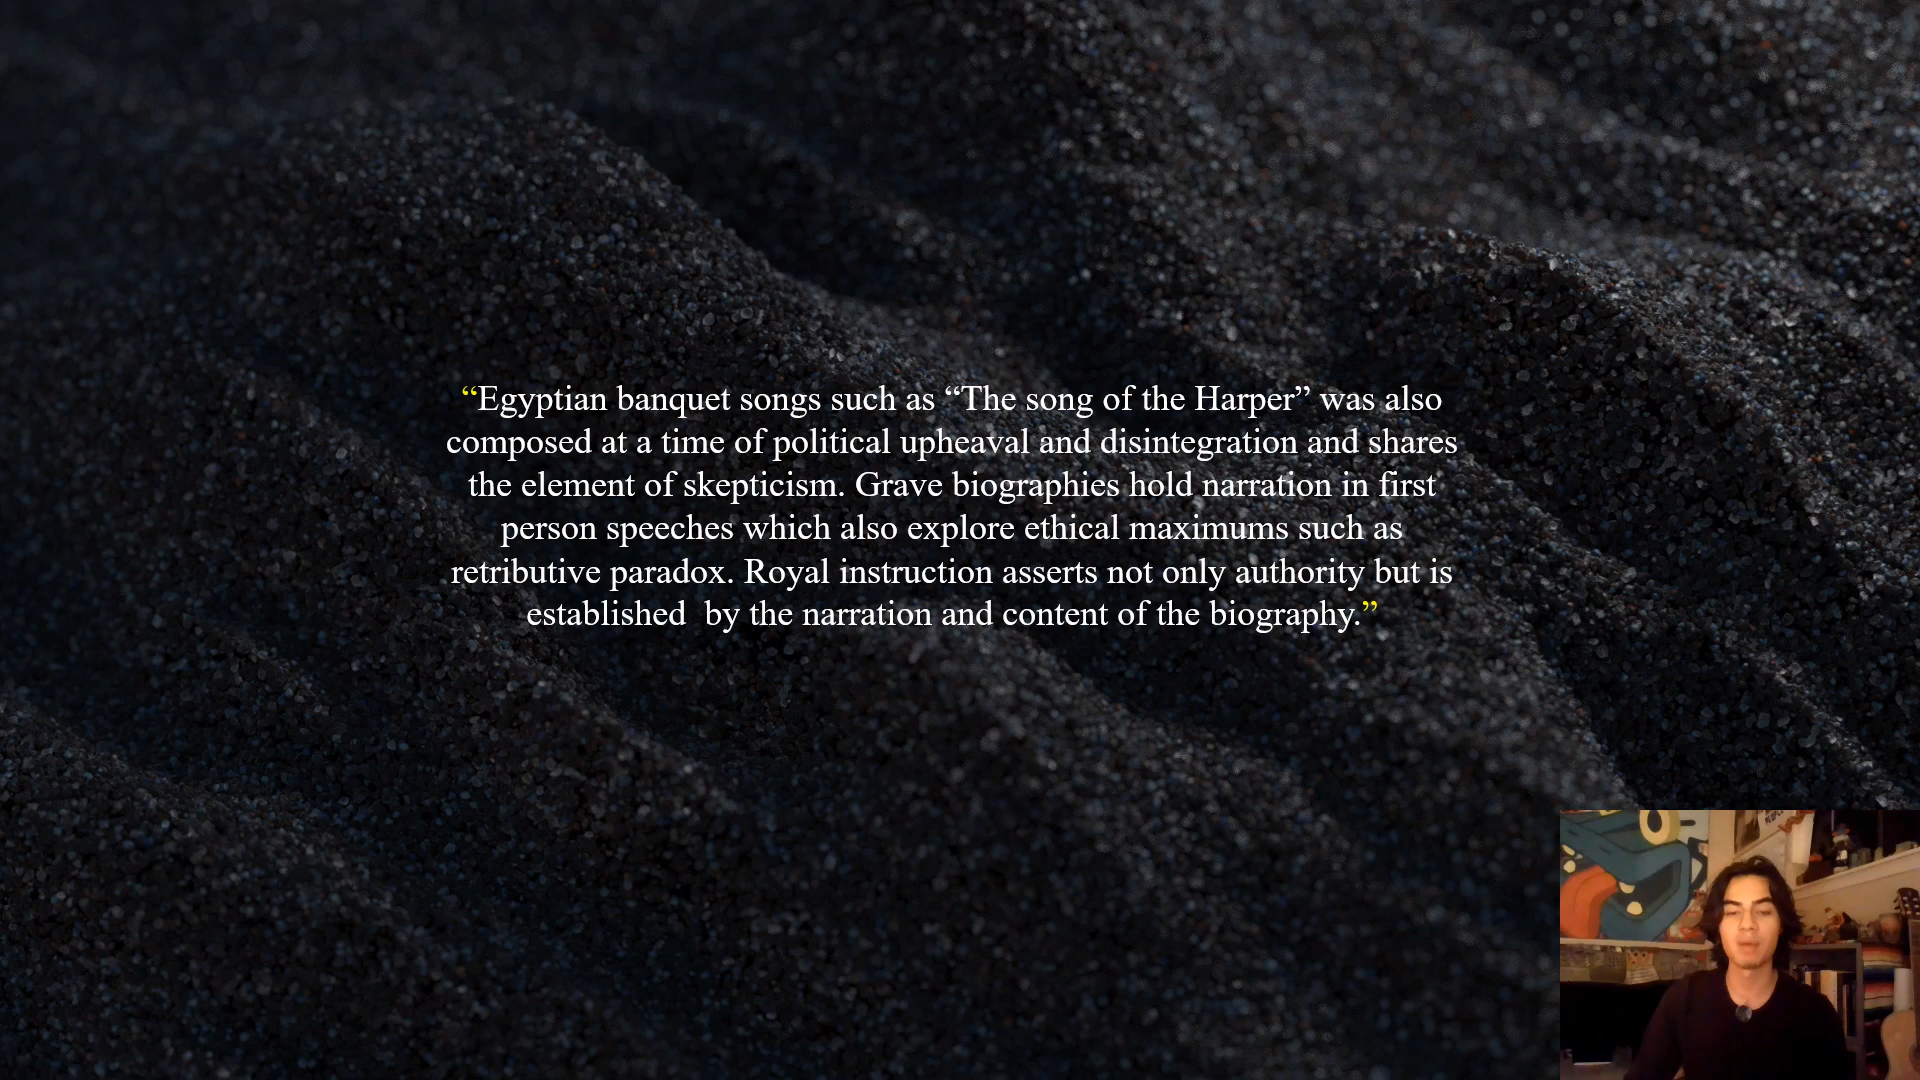 “Egyptian banquet songs such as “The song of the Harper” was also
composed at a time of political upheaval and disintegration and shares
the element of skepticism. Grave biographies hold narration in first
person speeches which also explore ethical maximums such as
retributive paradox. Royal instruction asserts not only authority but is
established  by the narration and content of the biography.”